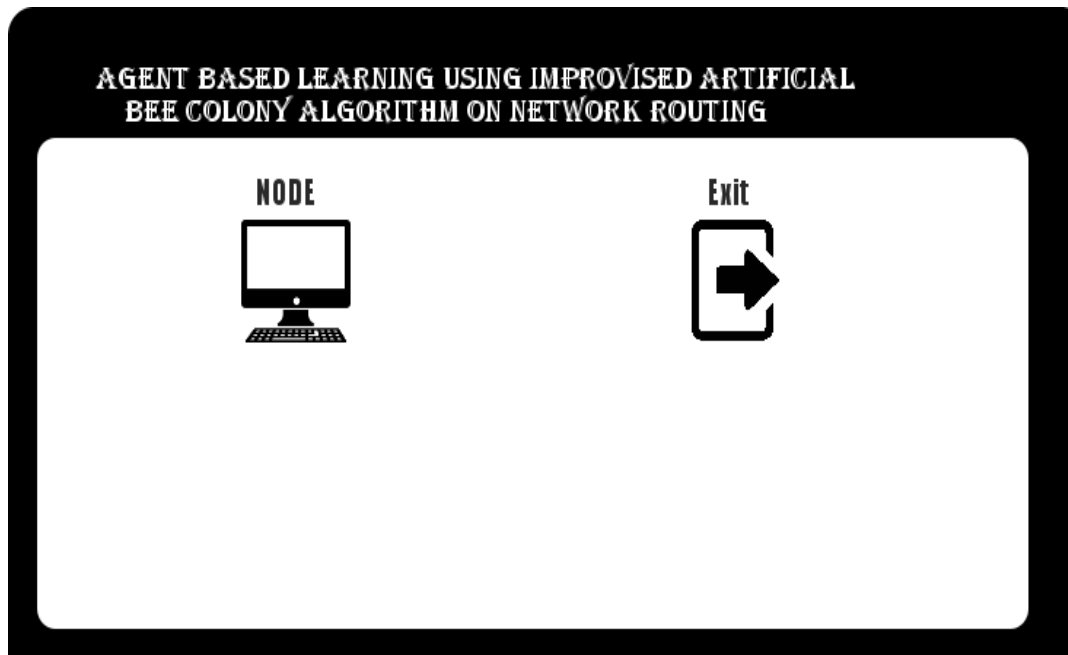 AGENT BASED LEARNING USING IMPROVISED ARTIFICIAL
BEE COLONY ALGORITHM ON NETWORK ROUTING
NODE
Exit